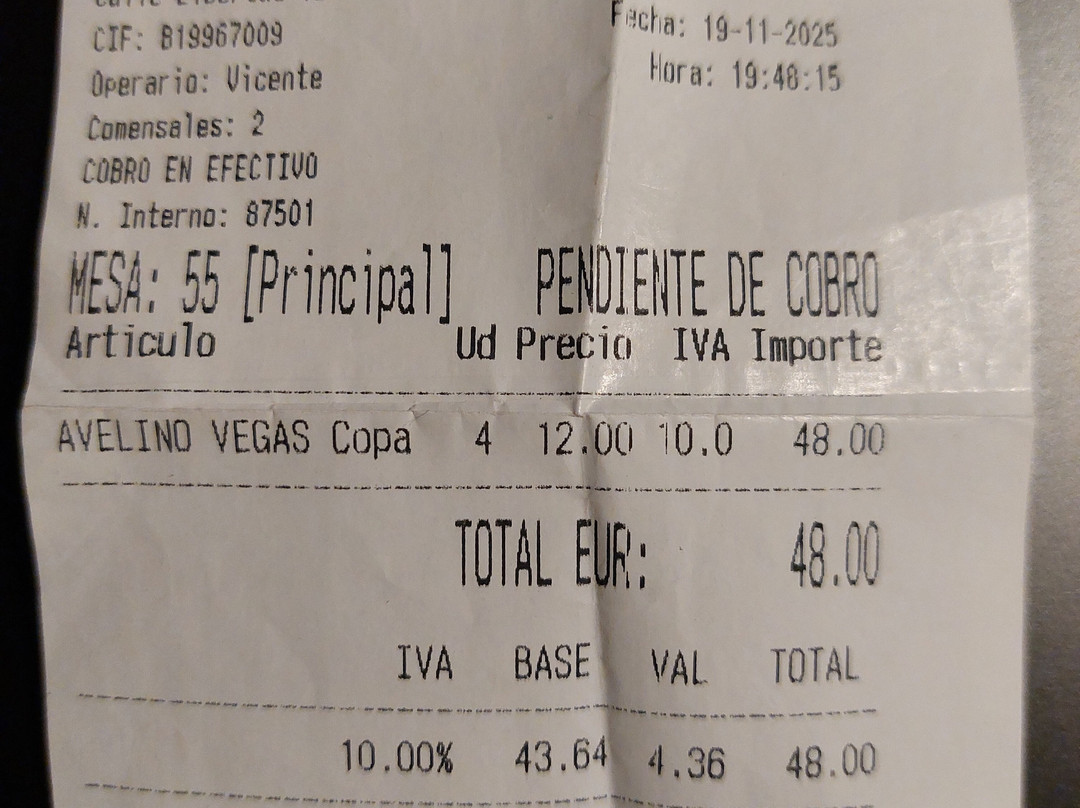 CIF: B19967009
Fecha: 19-11-2025
Operario: Vicente
Hora: 19:48:15
Comensales: 2
COBRO EN EFECTIVO
N. Interno: 87501
MESA: 55 [Principal] PENDIENTE DE COBRO
Articulo Ud Precio IVA Importe
AVELINO VEGAS Copa 4 12.00 10.0 48.00
TOTAL EUR: 48.00
IVA BASE VAL TOTAL
10.00% 43.64 4.36 48.00